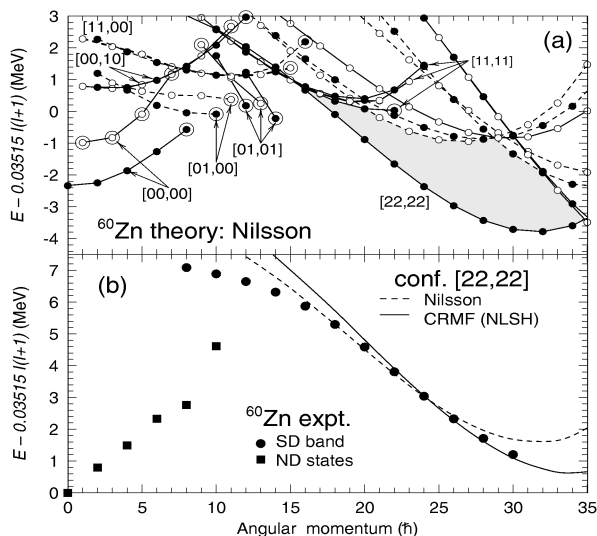 3
2
1
0
-1
-2
-3
-4
E − 0.03515 I(I+1) (MeV)
(a)
[11,00]
[00,10]
[11,11]
[01,01]
[01,00]
[00,00]
[22,22]
⁶⁰Zn theory: Nilsson
7
6
5
4
3
2
1
0
E − 0.03515 I(I+1) (MeV)
(b)
conf. [22,22]
Nilsson
CRMF (NLSH)
⁶⁰Zn expt.
SD band
ND states
0 5 10 15 20 25 30 35
Angular momentum (ħ)